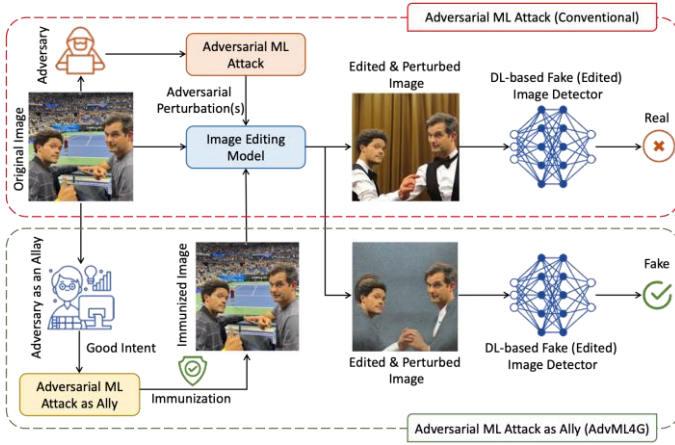 Adversarial ML Attack (Conventional)
Adversary
Adversarial ML
Attack
Adversarial
Perturbation(s)
Edited & Perturbed
Image
DL-based Fake (Edited)
Image Detector
Real
Original Image
Image Editing
Model
Adversary as an Allay
Immunized Image
Fake
Good Intent
Adversarial ML
Attack as Ally
Immunization
Edited & Perturbed
Image
DL-based Fake (Edited)
Image Detector
Adversarial ML Attack as Ally (AdvML4G)